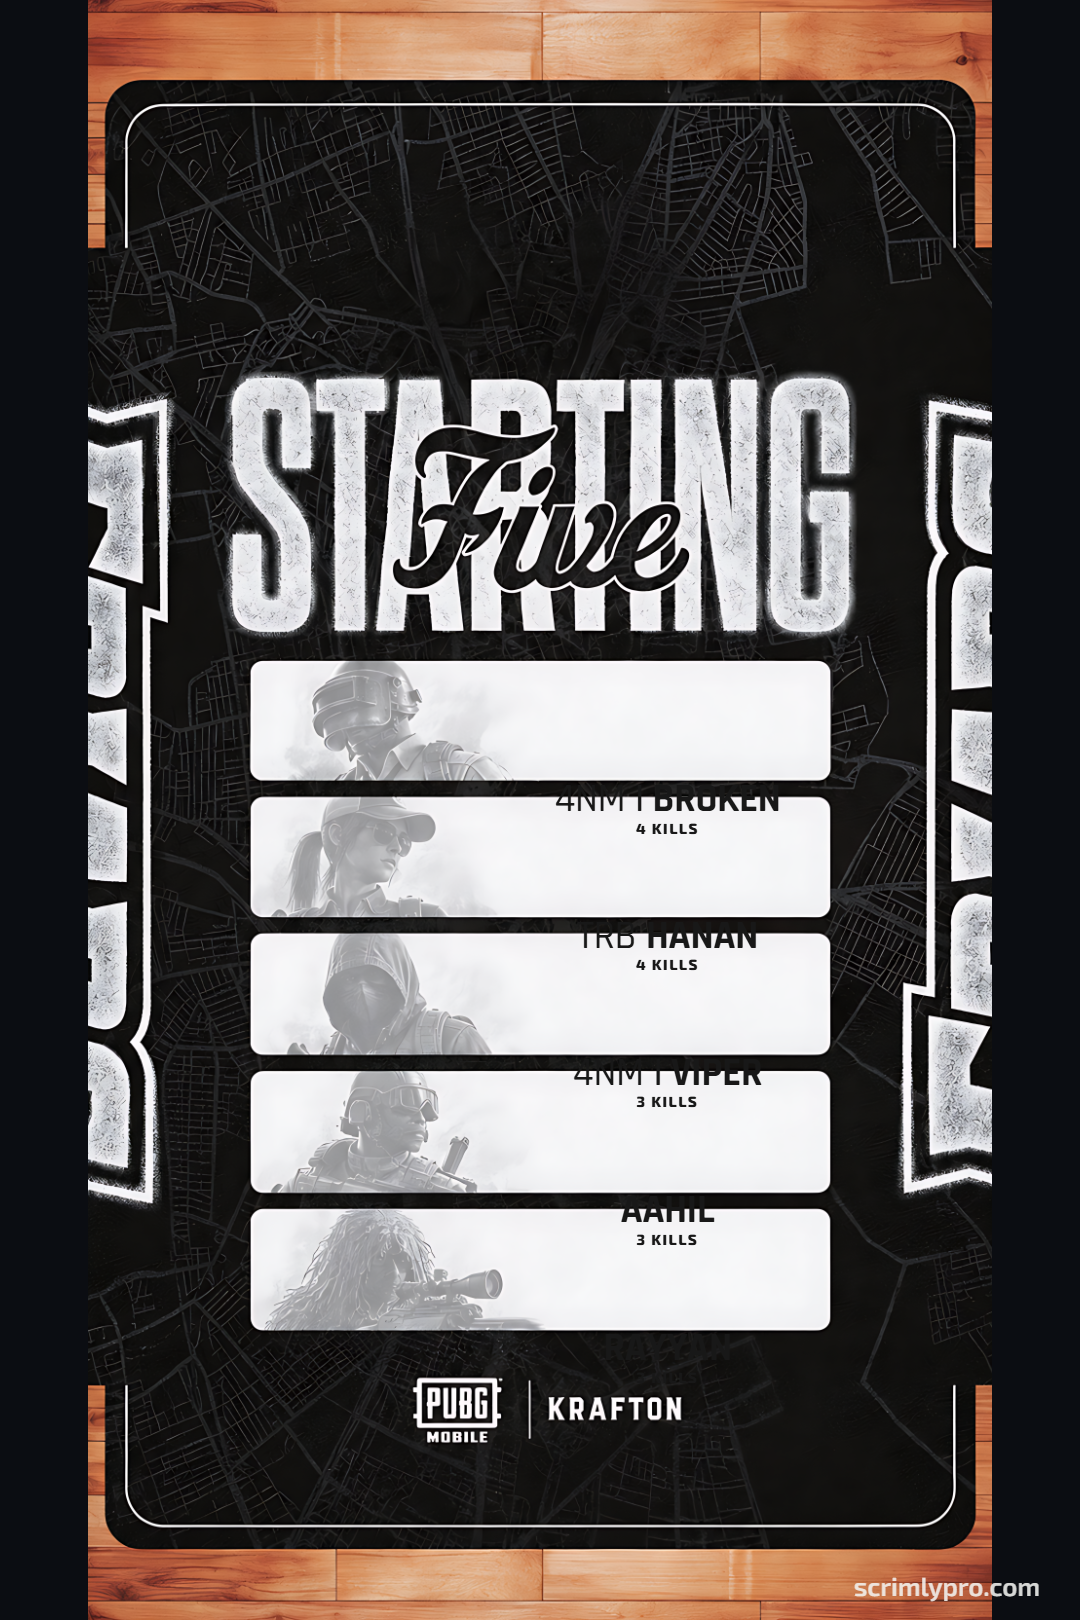 STARTING
Five
4NM | BROKEN
4 KILLS
TRB HANAN
4 KILLS
4NM | VIPER
3 KILLS
AAHIL
3 KILLS
PUBG
MOBILE
KRAFTON
scrimlypro.com